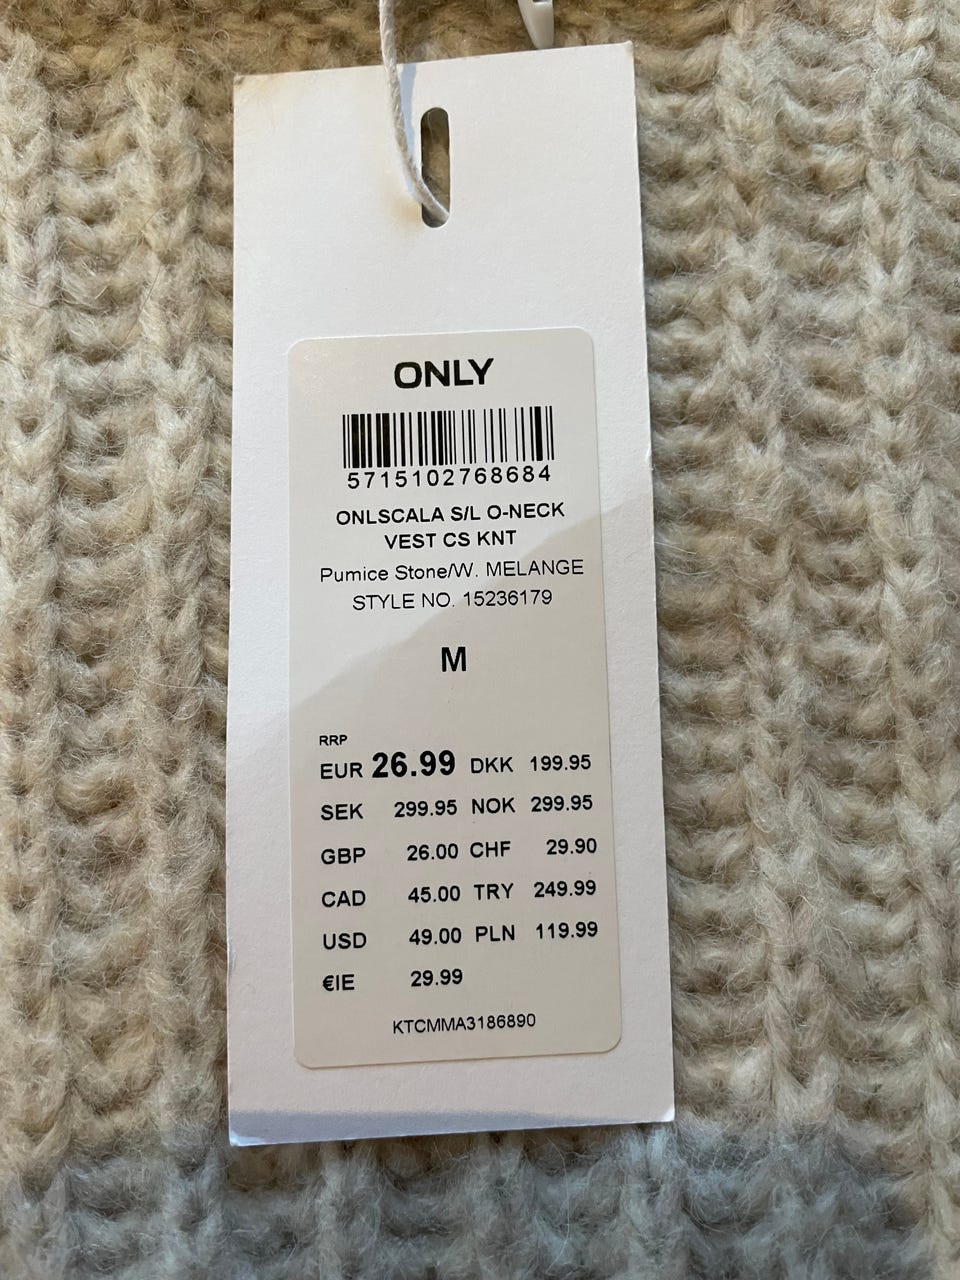 ONLY
5715102768684
ONLSCALA S/L O-NECK
VEST CS KNT
Pumice Stone/W. MELANGE
STYLE NO. 15236179
M
RRP
EUR 26.99 DKK 199.95
SEK 299.95 NOK 299.95
GBP 26.00 CHF 29.90
CAD 45.00 TRY 249.99
USD 49.00 PLN 119.99
€IE 29.99
KTCMMA3186890